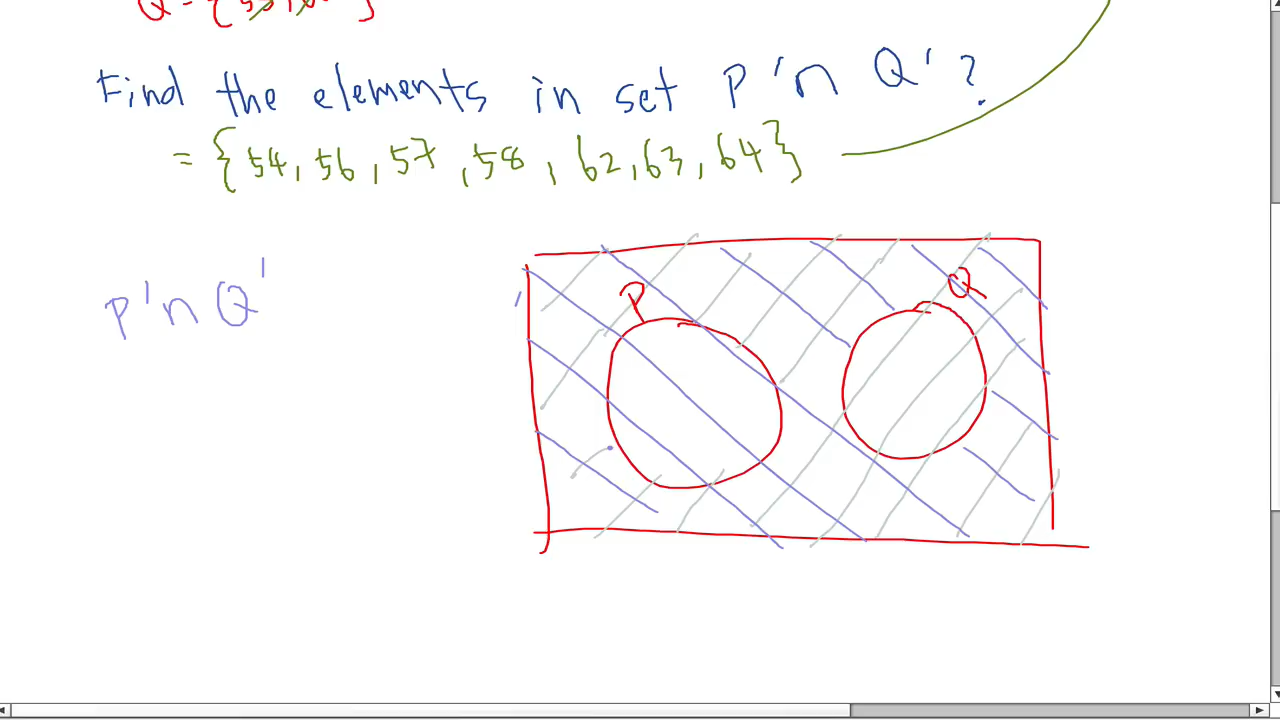 Q = {
Find the elements in set P'∩ Q'?
= {54, 56, 57, 58, 62, 63, 64}
P'∩ Q'
P
Q